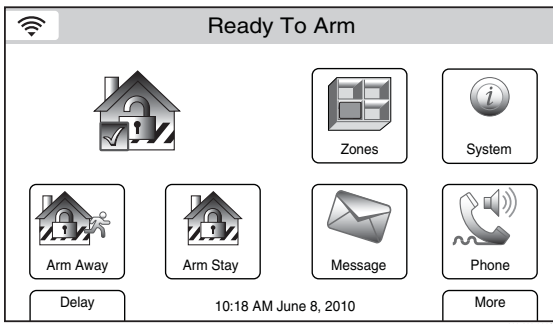 Ready To Arm
Zones
System
Arm Away
Arm Stay
Message
Phone
Delay
10:18 AM June 8, 2010
More